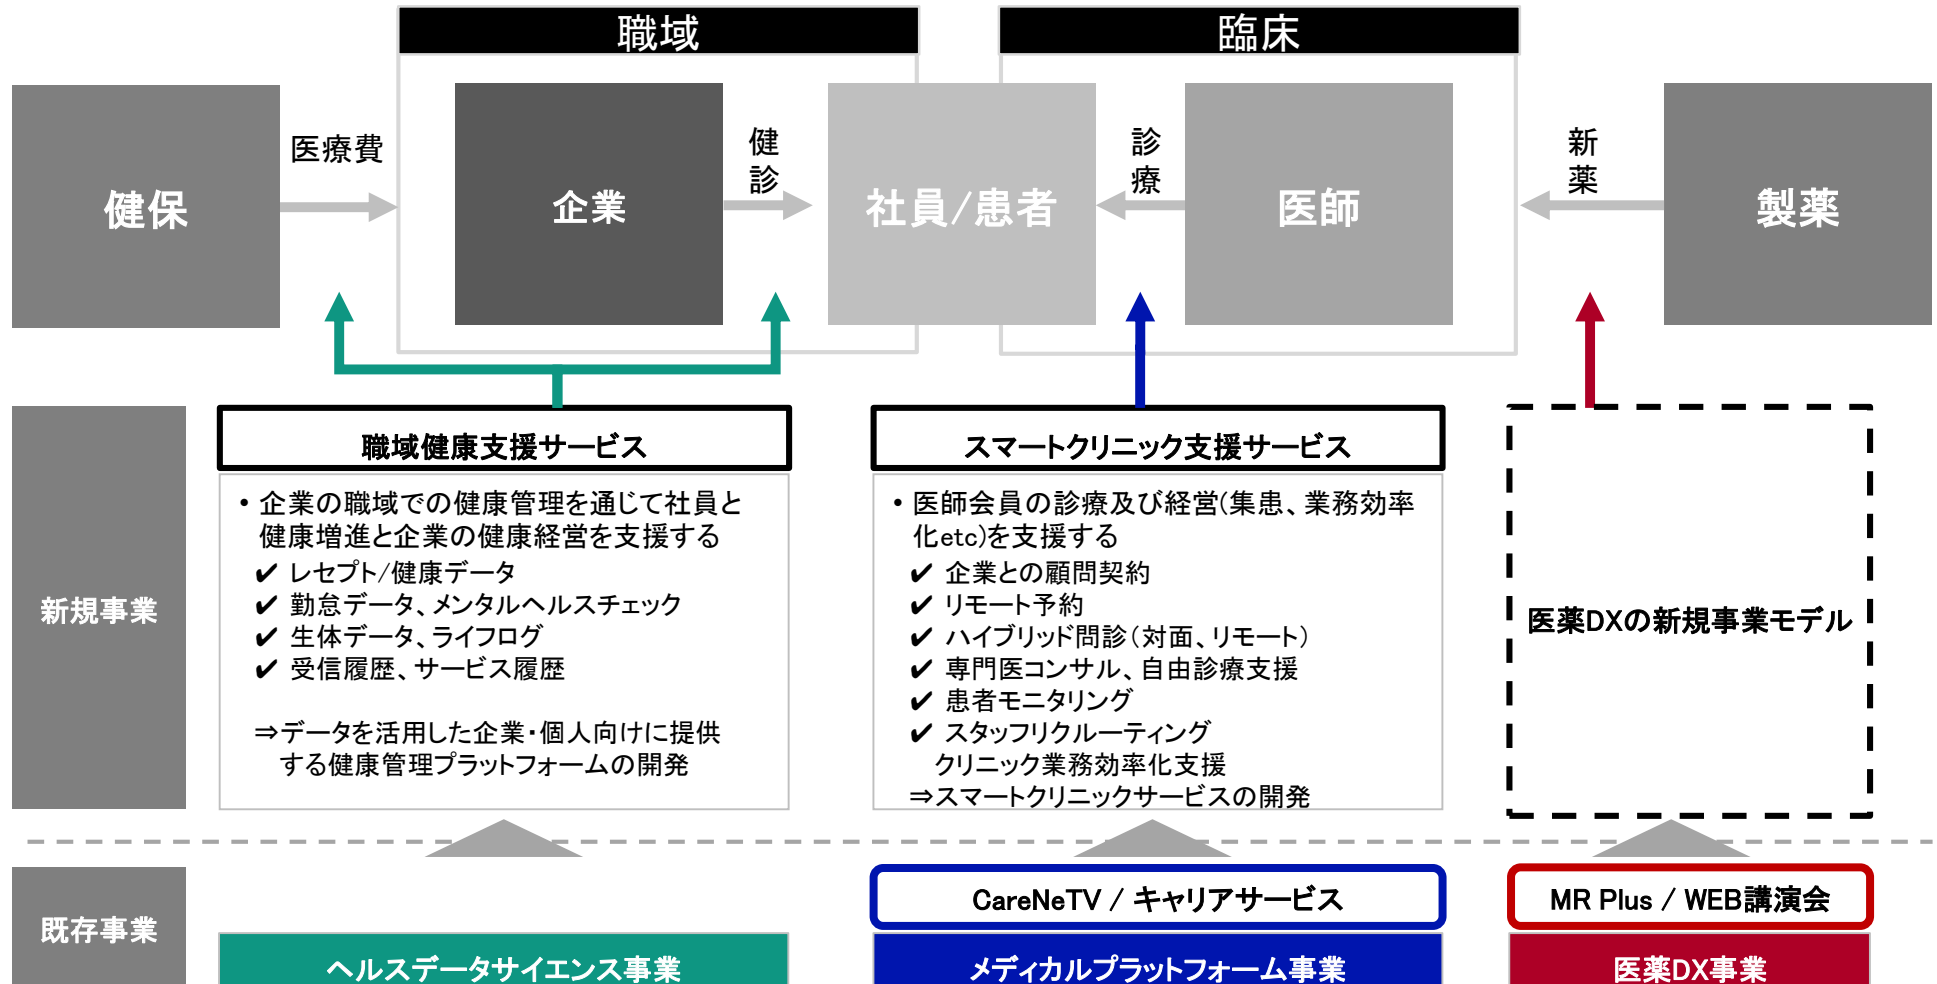 職域
臨床
健保
医療費
企業
健診
社員/患者
診療
医師
新薬
製薬
新規事業
職域健康支援サービス
• 企業の職域での健康管理を通じて社員と
健康増進と企業の健康経営を支援する
✔ レセプト/健康データ
✔ 勤怠データ、メンタルヘルスチェック
✔ 生体データ、ライフログ
✔ 受信履歴、サービス履歴
⇒データを活用した企業・個人向けに提供
する健康管理プラットフォームの開発
スマートクリニック支援サービス
• 医師会員の診療及び経営(集患、業務効率
化etc)を支援する
✔ 企業との顧問契約
✔ リモート予約
✔ ハイブリッド問診（対面、リモート）
✔ 専門医コンサル、自由診療支援
✔ 患者モニタリング
✔ スタッフリクルーティング
クリニック業務効率化支援
⇒スマートクリニックサービスの開発
医薬DXの新規事業モデル
既存事業
ヘルスデータサイエンス事業
CareNeTV / キャリアサービス
メディカルプラットフォーム事業
MR Plus / WEB講演会
医薬DX事業